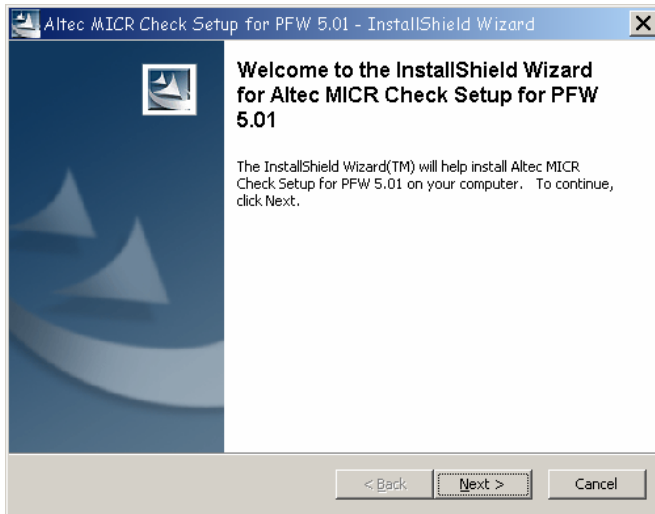 Altec MICR Check Setup for PFW 5.01 - InstallShield Wizard
Welcome to the InstallShield Wizard
for Altec MICR Check Setup for PFW
5.01
The InstallShield Wizard(TM) will help install Altec MICR
Check Setup for PFW 5.01 on your computer. To continue,
click Next.
< Back Next > Cancel